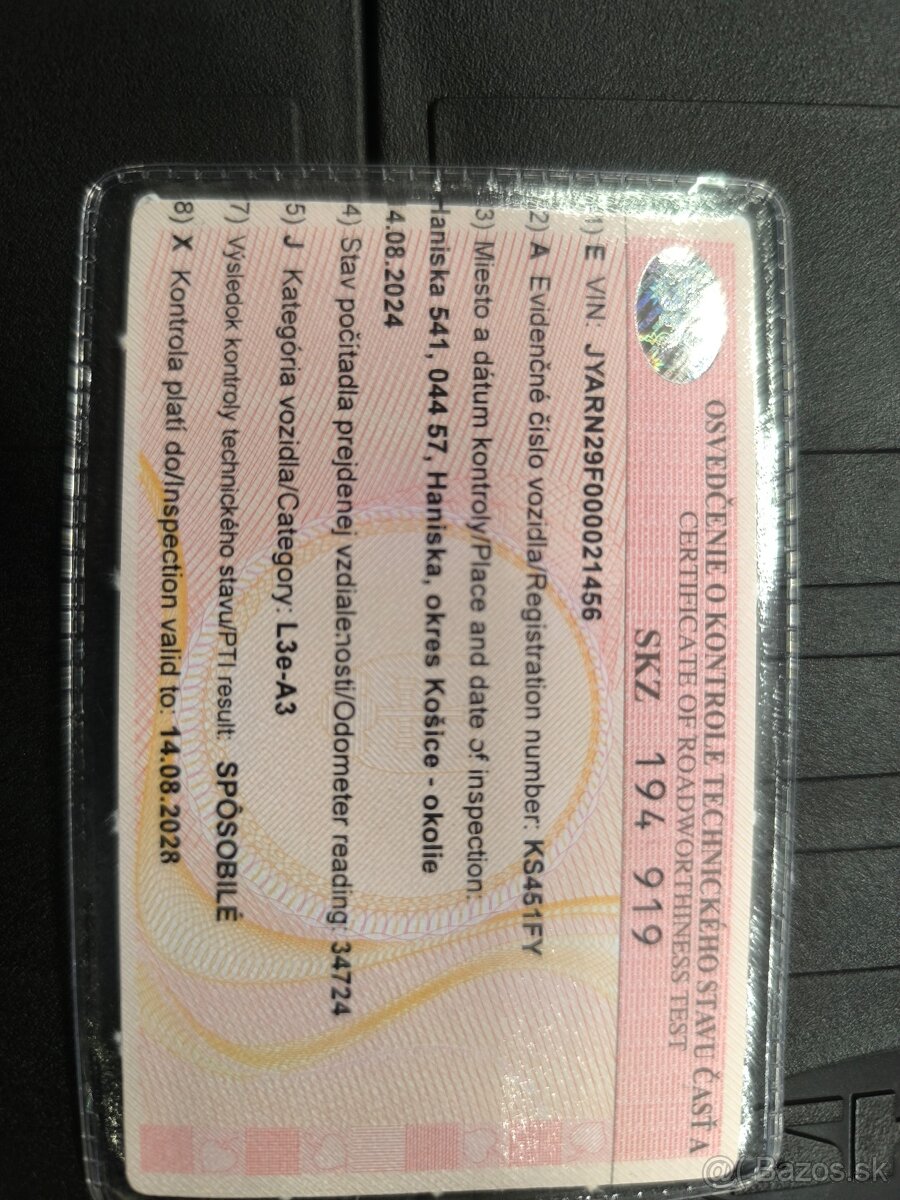 OSVEDČENIE O KONTROLE TECHNICKÉHO STAVU ČASŤ A
CERTIFICATE OF ROADWORTHINESS TEST
SKZ 194 919
1) E VIN: JYARN29F000021456
2) A Evidenčné číslo vozidla/Registration number: KS451FY
3) Miesto a dátum kontroly/Place and date of inspection:
Haniska 541, 044 57, Haniska, okres Košice - okolie
4.08.2024
4) Stav počítadla prejdenej vzdialenosti/Odometer reading: 34724
5) J Kategória vozidla/Category: L3e-A3
7) Výsledok kontroly technického stavu/PTI result: SPÔSOBILÉ
8) X Kontrola platí do/Inspection valid to: 14.08.2028
@ Bazos.sk